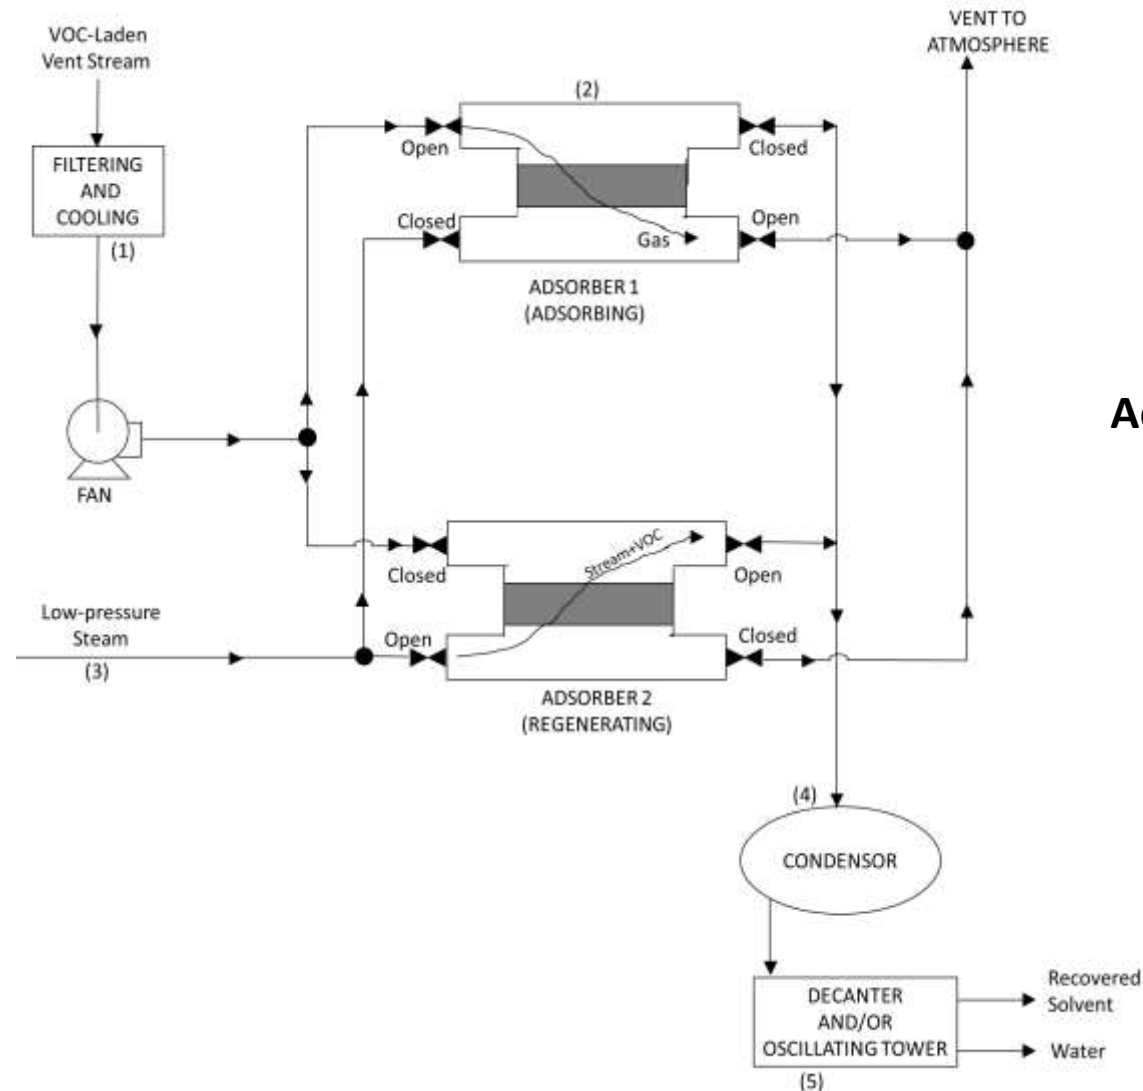 VOC-Laden
Vent Stream
FILTERING
AND
COOLING
(1)
FAN
Low-pressure
Steam
(3)
(2)
Open
Closed
Closed
Open
Gas
ADSORBER 1
(ADSORBING)
VENT TO
ATMOSPHERE
Closed
Open
Stream+VOC
Open
Closed
ADSORBER 2
(REGENERATING)
(4)
CONDENSOR
DECANTER
AND/OR
OSCILLATING TOWER
(5)
Recovered
Solvent
Water